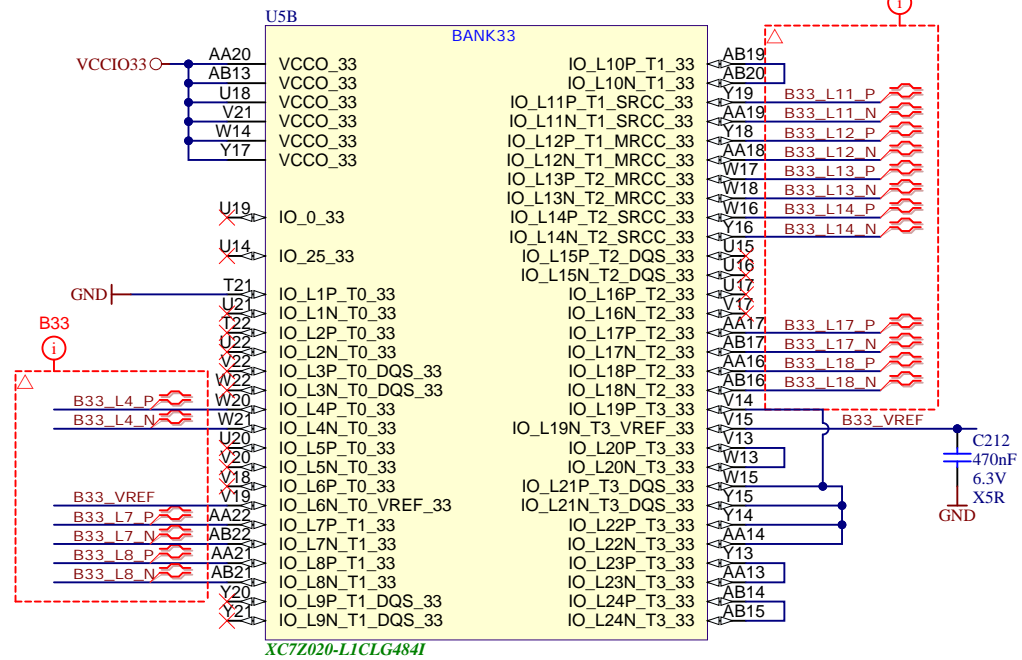 U5B
BANK33
i
VCCIO33
AA20 VCCO_33
AB13 VCCO_33
U18 VCCO_33
V21 VCCO_33
W14 VCCO_33
Y17 VCCO_33
U19 IO_0_33
U14 IO_25_33
GND T21 IO_L1P_T0_33
U21 IO_L1N_T0_33
T22 IO_L2P_T0_33
U22 IO_L2N_T0_33
V22 IO_L3P_T0_DQS_33
W22 IO_L3N_T0_DQS_33
B33
i
B33_L4_P W20 IO_L4P_T0_33
B33_L4_N W21 IO_L4N_T0_33
U20 IO_L5P_T0_33
V20 IO_L5N_T0_33
V18 IO_L6P_T0_33
B33_VREF V19 IO_L6N_T0_VREF_33
B33_L7_P AA22 IO_L7P_T1_33
B33_L7_N AB22 IO_L7N_T1_33
B33_L8_P AA21 IO_L8P_T1_33
B33_L8_N AB21 IO_L8N_T1_33
Y20 IO_L9P_T1_DQS_33
Y21 IO_L9N_T1_DQS_33
IO_L10P_T1_33 AB19
IO_L10N_T1_33 AB20
IO_L11P_T1_SRCC_33 Y19 B33_L11_P
IO_L11N_T1_SRCC_33 AA19 B33_L11_N
IO_L12P_T1_MRCC_33 Y18 B33_L12_P
IO_L12N_T1_MRCC_33 AA18 B33_L12_N
IO_L13P_T2_MRCC_33 W17 B33_L13_P
IO_L13N_T2_MRCC_33 W18 B33_L13_N
IO_L14P_T2_SRCC_33 W16 B33_L14_P
IO_L14N_T2_SRCC_33 Y16 B33_L14_N
IO_L15P_T2_DQS_33 U15
IO_L15N_T2_DQS_33 U16
IO_L16P_T2_33 U17
IO_L16N_T2_33 V17
IO_L17P_T2_33 AA17 B33_L17_P
IO_L17N_T2_33 AB17 B33_L17_N
IO_L18P_T2_33 AA16 B33_L18_P
IO_L18N_T2_33 AB16 B33_L18_N
IO_L19P_T3_33 V14
IO_L19N_T3_VREF_33 V15 B33_VREF
IO_L20P_T3_33 V13
IO_L20N_T3_33 W13
IO_L21P_T3_DQS_33 W15
IO_L21N_T3_DQS_33 Y15
IO_L22P_T3_33 Y14
IO_L22N_T3_33 AA14
IO_L23P_T3_33 Y13
IO_L23N_T3_33 AA13
IO_L24P_T3_33 AB14
IO_L24N_T3_33 AB15
C212
470nF
6.3V
X5R
GND
XC7Z020-L1CLG484I